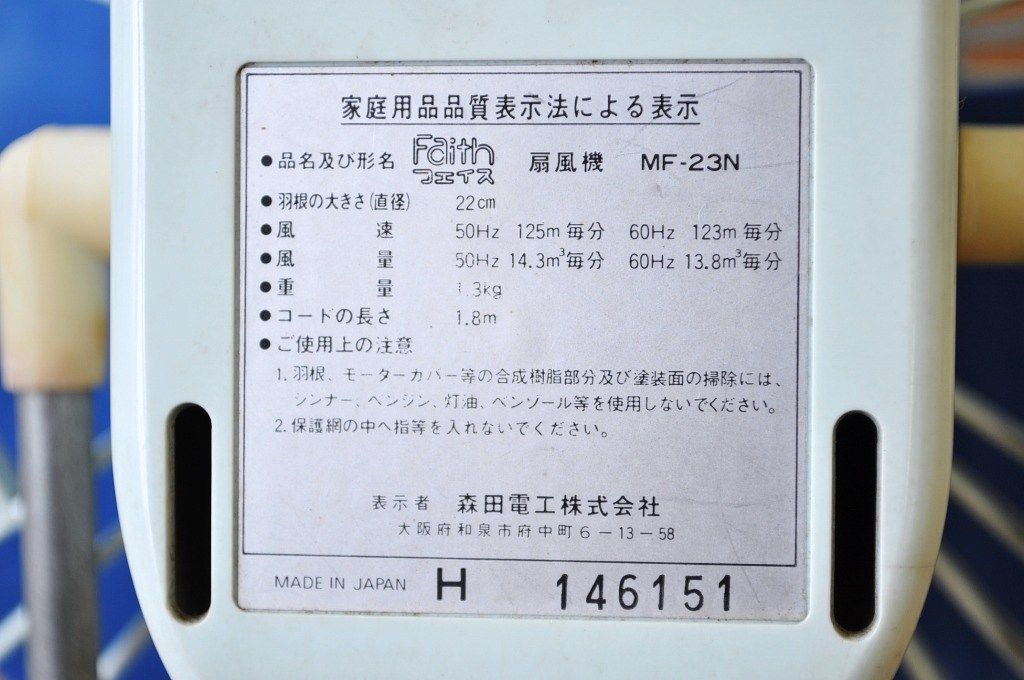 家庭用品品質表示法による表示
●品名及び形名 Faith フェイス 扇風機 MF-23N
●羽根の大きさ(直径) 22cm
●風速 50Hz 125m毎分 60Hz 123m毎分
●風量 50Hz 14.3m³毎分 60Hz 13.8m³毎分
●重量 1.3kg
●コードの長さ 1.8m
●ご使用上の注意
1. 羽根、モーターカバー等の合成樹脂部分及び塗装面の掃除には、
シンナー、ベンジン、灯油、ベンゾール等を使用しないでください。
2. 保護網の中へ指等を入れないでください。
表示者 森田電工株式会社
大阪府和泉市府中町6-13-58
MADE IN JAPAN H 146151